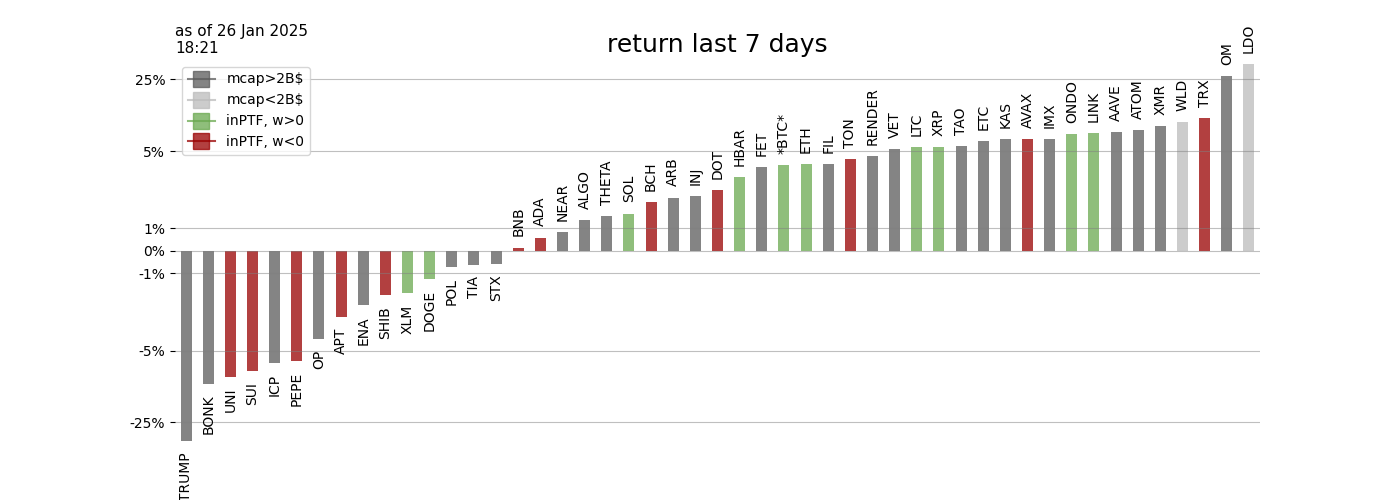 as of 26 Jan 2025
18:21
return last 7 days
mcap>2B$
mcap<2B$
inPTF, w>0
inPTF, w<0
25%
5%
1%
0%
-1%
-5%
-25%
TRUMP
BONK
UNI
SUI
ICP
PEPE
OP
APT
ENA
SHIB
XLM
DOGE
POL
TIA
STX
BNB
ADA
NEAR
ALGO
THETA
SOL
BCH
ARB
INJ
DOT
HBAR
FET
*BTC*
ETH
FIL
TON
RENDER
VET
LTC
XRP
TAO
ETC
KAS
AVAX
IMX
ONDO
LINK
AAVE
ATOM
XMR
WLD
TRX
OM
LDO